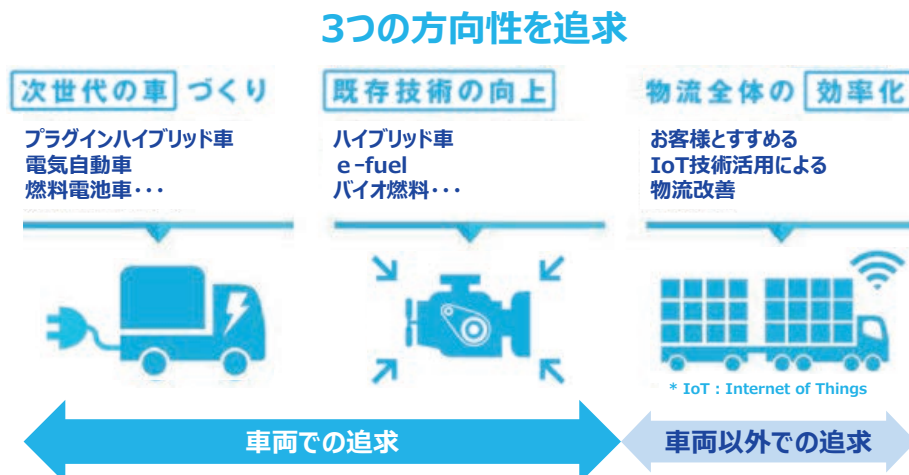 3つの方向性を追求
次世代の車 づくり
プラグインハイブリッド車
電気自動車
燃料電池車・・・
既存技術の向上
ハイブリッド車
e-fuel
バイオ燃料・・・
物流全体の 効率化
お客様とすすめる
IoT技術活用による
物流改善
* IoT : Internet of Things
車両での追求
車両以外での追求